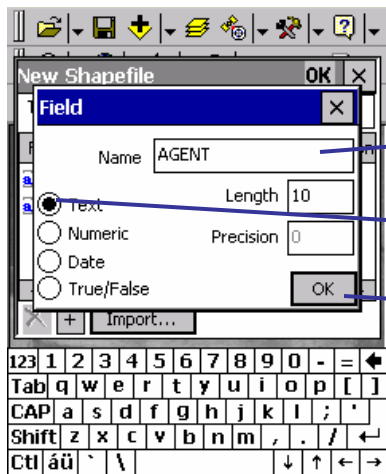 New Shapefile OK ×
Field ×
Name AGENT
Text Length 10
Numeric Precision 0
Date
True/False OK
+ Import...
123 1 2 3 4 5 6 7 8 9 0 - =
Tab q w e r t y u i o p [ ]
CAP a s d f g h j k l ; '
Shift z x c v b n m , . /
Ctl áü ` \